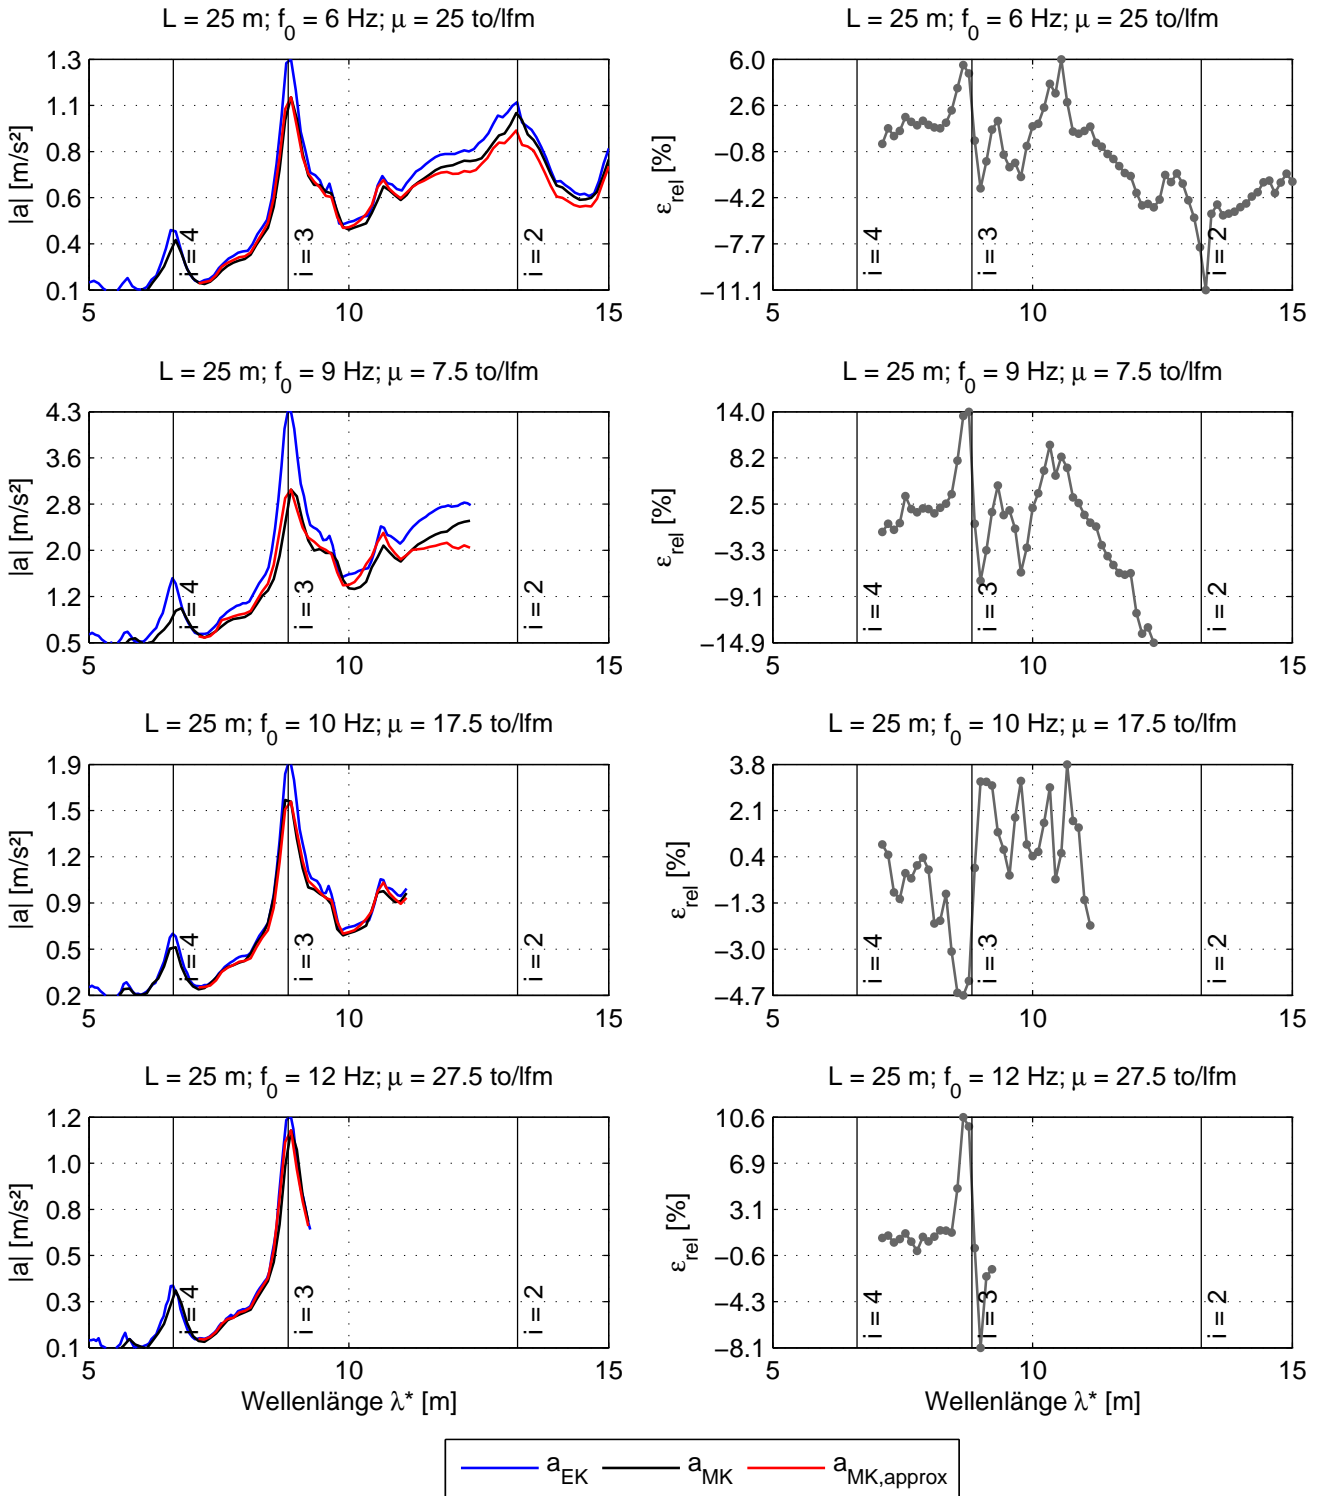 L = 25 m; f0 = 6 Hz; μ = 25 to/lfm
|a| [m/s²]
1.3
1.1
0.8
0.6
0.4
0.1
i = 4
i = 3
i = 2
5 10 15
L = 25 m; f0 = 6 Hz; μ = 25 to/lfm
εrel [%]
6.0
2.6
−0.8
−4.2
−7.7
−11.1
i = 4
i = 3
i = 2
5 10 15
L = 25 m; f0 = 9 Hz; μ = 7.5 to/lfm
|a| [m/s²]
4.3
3.6
2.8
2.0
1.2
0.5
i = 4
i = 3
i = 2
5 10 15
L = 25 m; f0 = 9 Hz; μ = 7.5 to/lfm
εrel [%]
14.0
8.2
2.5
−3.3
−9.1
−14.9
i = 4
i = 3
i = 2
5 10 15
L = 25 m; f0 = 10 Hz; μ = 17.5 to/lfm
|a| [m/s²]
1.9
1.5
1.2
0.9
0.5
0.2
i = 4
i = 3
i = 2
5 10 15
L = 25 m; f0 = 10 Hz; μ = 17.5 to/lfm
εrel [%]
3.8
2.1
0.4
−1.3
−3.0
−4.7
i = 4
i = 3
i = 2
5 10 15
L = 25 m; f0 = 12 Hz; μ = 27.5 to/lfm
|a| [m/s²]
1.2
1.0
0.8
0.5
0.3
0.1
i = 4
i = 3
i = 2
5 10 15
Wellenlänge λ* [m]
L = 25 m; f0 = 12 Hz; μ = 27.5 to/lfm
εrel [%]
10.6
6.9
3.1
−0.6
−4.3
−8.1
i = 4
i = 3
i = 2
5 10 15
Wellenlänge λ* [m]
aEK aMK aMK,approx